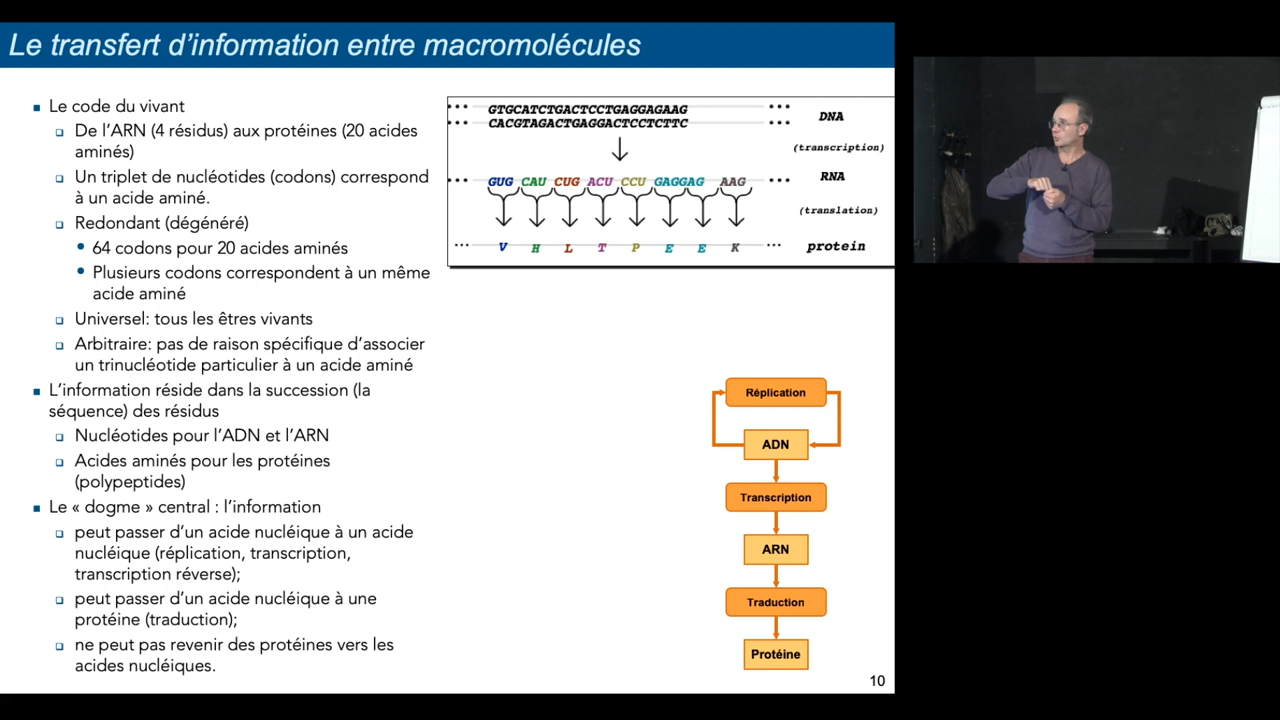 Le transfert d’information entre macromolécules
▪ Le code du vivant
❑ De l’ARN (4 résidus) aux protéines (20 acides
aminés)
❑ Un triplet de nucléotides (codons) correspond
à un acide aminé.
❑ Redondant (dégénéré)
• 64 codons pour 20 acides aminés
• Plusieurs codons correspondent à un même
acide aminé
❑ Universel: tous les êtres vivants
❑ Arbitraire: pas de raison spécifique d’associer
un trinucléotide particulier à un acide aminé
▪ L’information réside dans la succession (la
séquence) des résidus
❑ Nucléotides pour l’ADN et l’ARN
❑ Acides aminés pour les protéines
(polypeptides)
▪ Le « dogme » central : l’information
❑ peut passer d’un acide nucléique à un acide
nucléique (réplication, transcription,
transcription réverse);
❑ peut passer d’un acide nucléique à une
protéine (traduction);
❑ ne peut pas revenir des protéines vers les
acides nucléiques.
••• GTGCATCTGACTCCTGAGGAGAAG •••
••• CACGTAGACTGAGGACTCCTCTTC •••
DNA
(transcription)
••• GUG CAU CUG ACU CCU GAGGAG AAG ••• RNA
(translation)
••• V H L T P E E K ••• protein
Réplication
ADN
Transcription
ARN
Traduction
Protéine
10